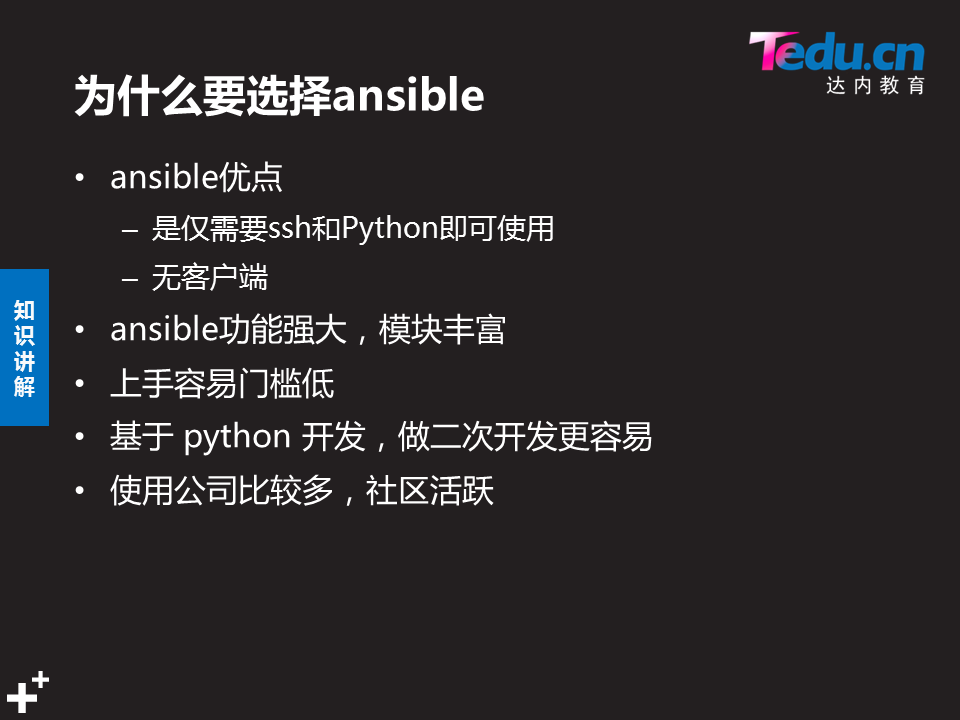 Tedu.cn
达内教育
为什么要选择ansible
• ansible优点
– 是仅需要ssh和Python即可使用
– 无客户端
• ansible功能强大，模块丰富
• 上手容易门槛低
• 基于 python 开发，做二次开发更容易
• 使用公司比较多，社区活跃
知识讲解